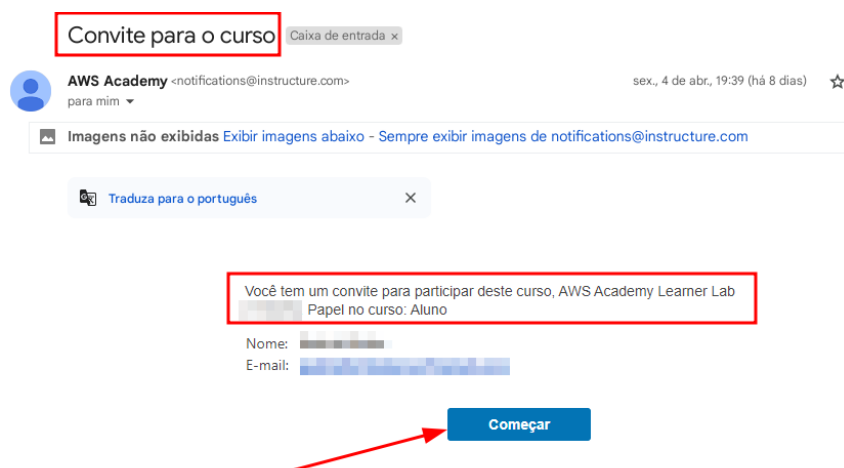 Convite para o curso Caixa de entrada ×
AWS Academy <notifications@instructure.com> sex., 4 de abr., 19:39 (há 8 dias)
para mim
Imagens não exibidas Exibir imagens abaixo - Sempre exibir imagens de notifications@instructure.com
Traduza para o português
Você tem um convite para participar deste curso, AWS Academy Learner Lab
Papel no curso: Aluno
Nome:
E-mail:
Começar